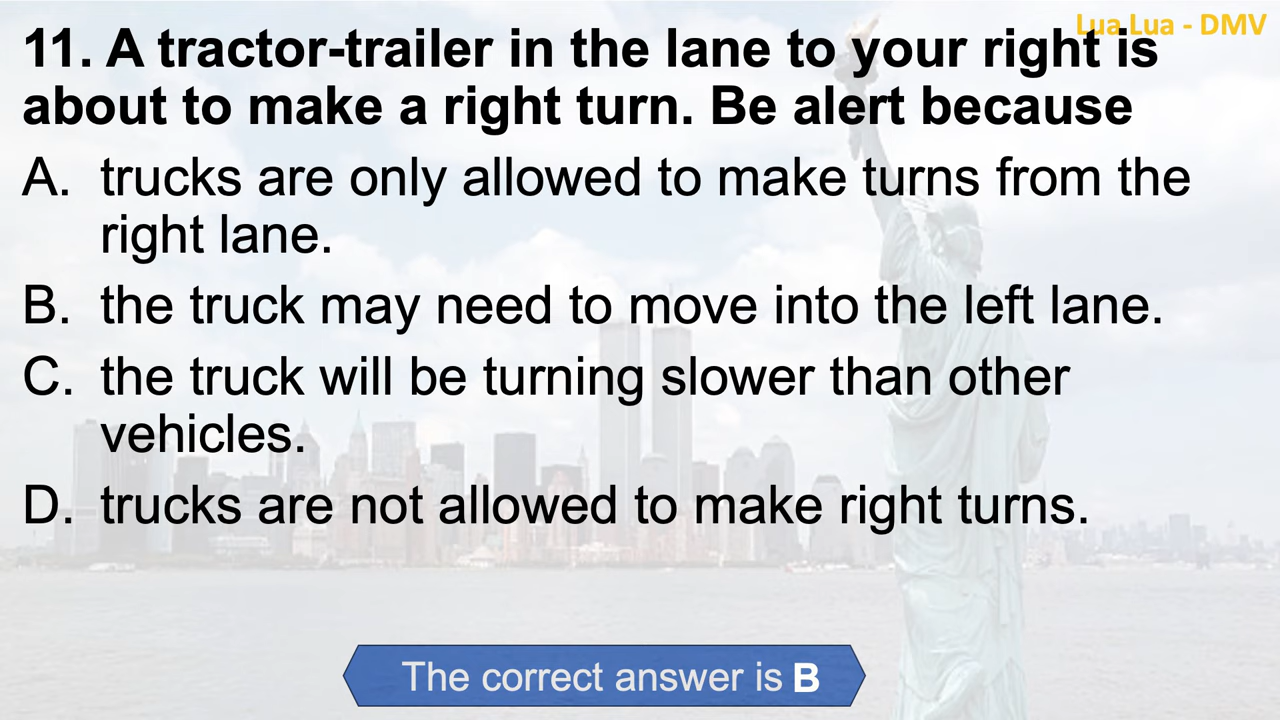 Lua Lua - DMV
11. A tractor-trailer in the lane to your right is
about to make a right turn. Be alert because
A. trucks are only allowed to make turns from the
right lane.
B. the truck may need to move into the left lane.
C. the truck will be turning slower than other
vehicles.
D. trucks are not allowed to make right turns.
The correct answer is B